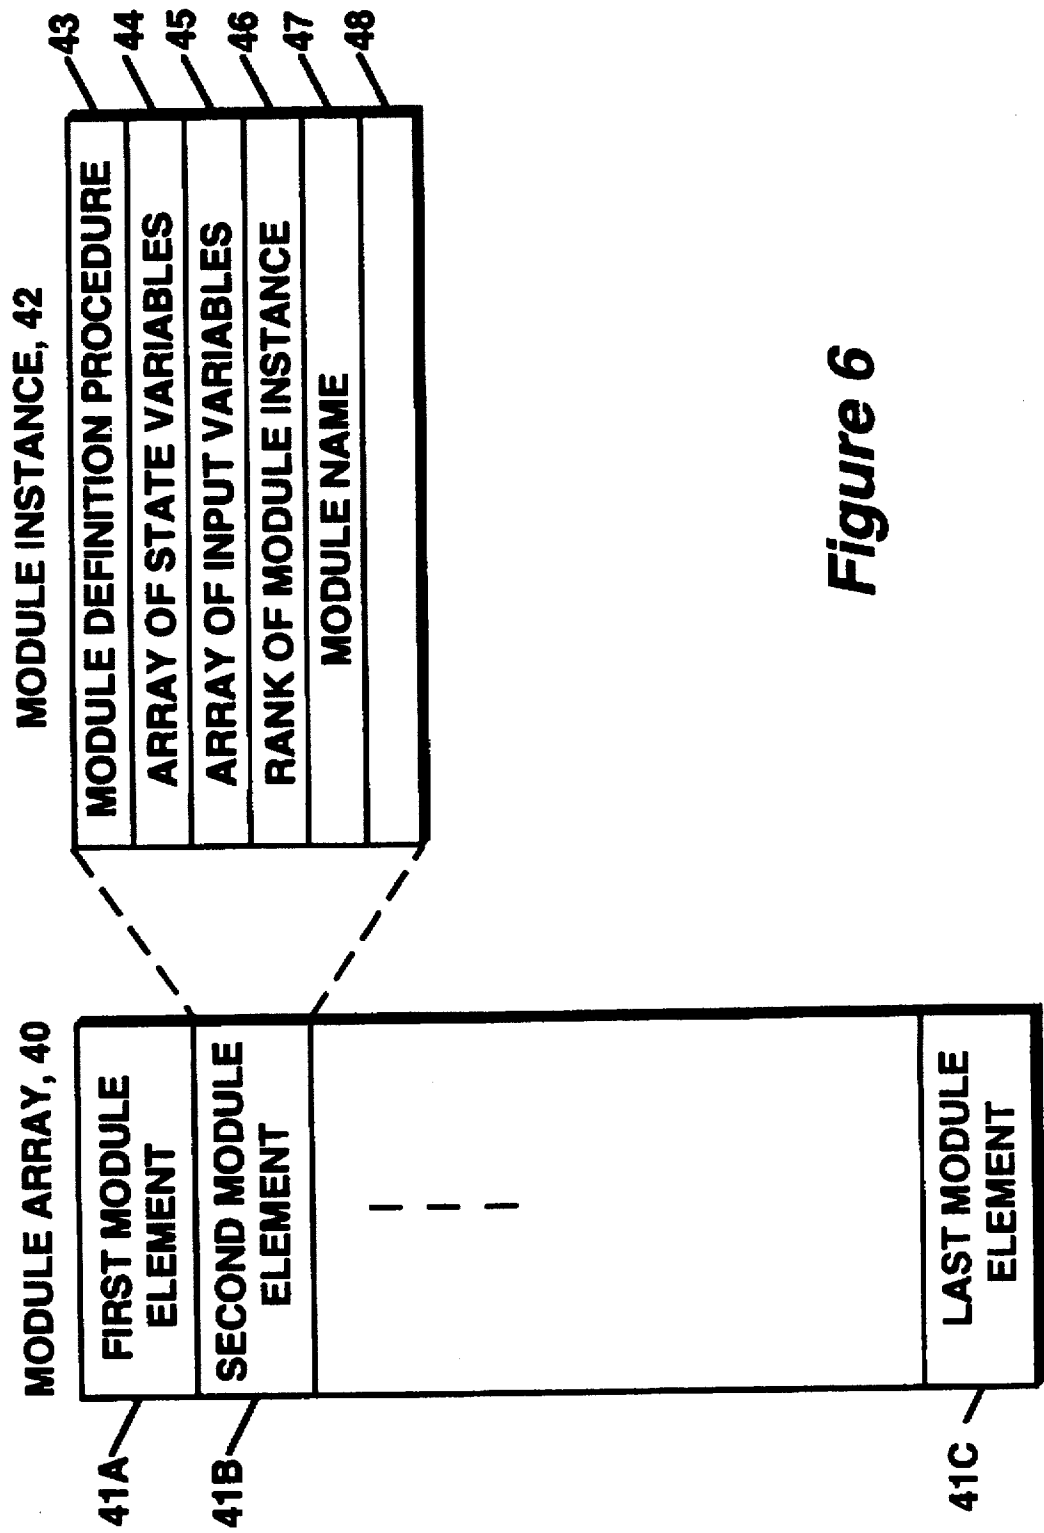 MODULE ARRAY, 40
41A
FIRST MODULE
ELEMENT
41B
SECOND MODULE
ELEMENT
41C
LAST MODULE
ELEMENT
MODULE INSTANCE, 42
MODULE DEFINITION PROCEDURE
43
ARRAY OF STATE VARIABLES
44
ARRAY OF INPUT VARIABLES
45
RANK OF MODULE INSTANCE
46
MODULE NAME
47
48
Figure 6